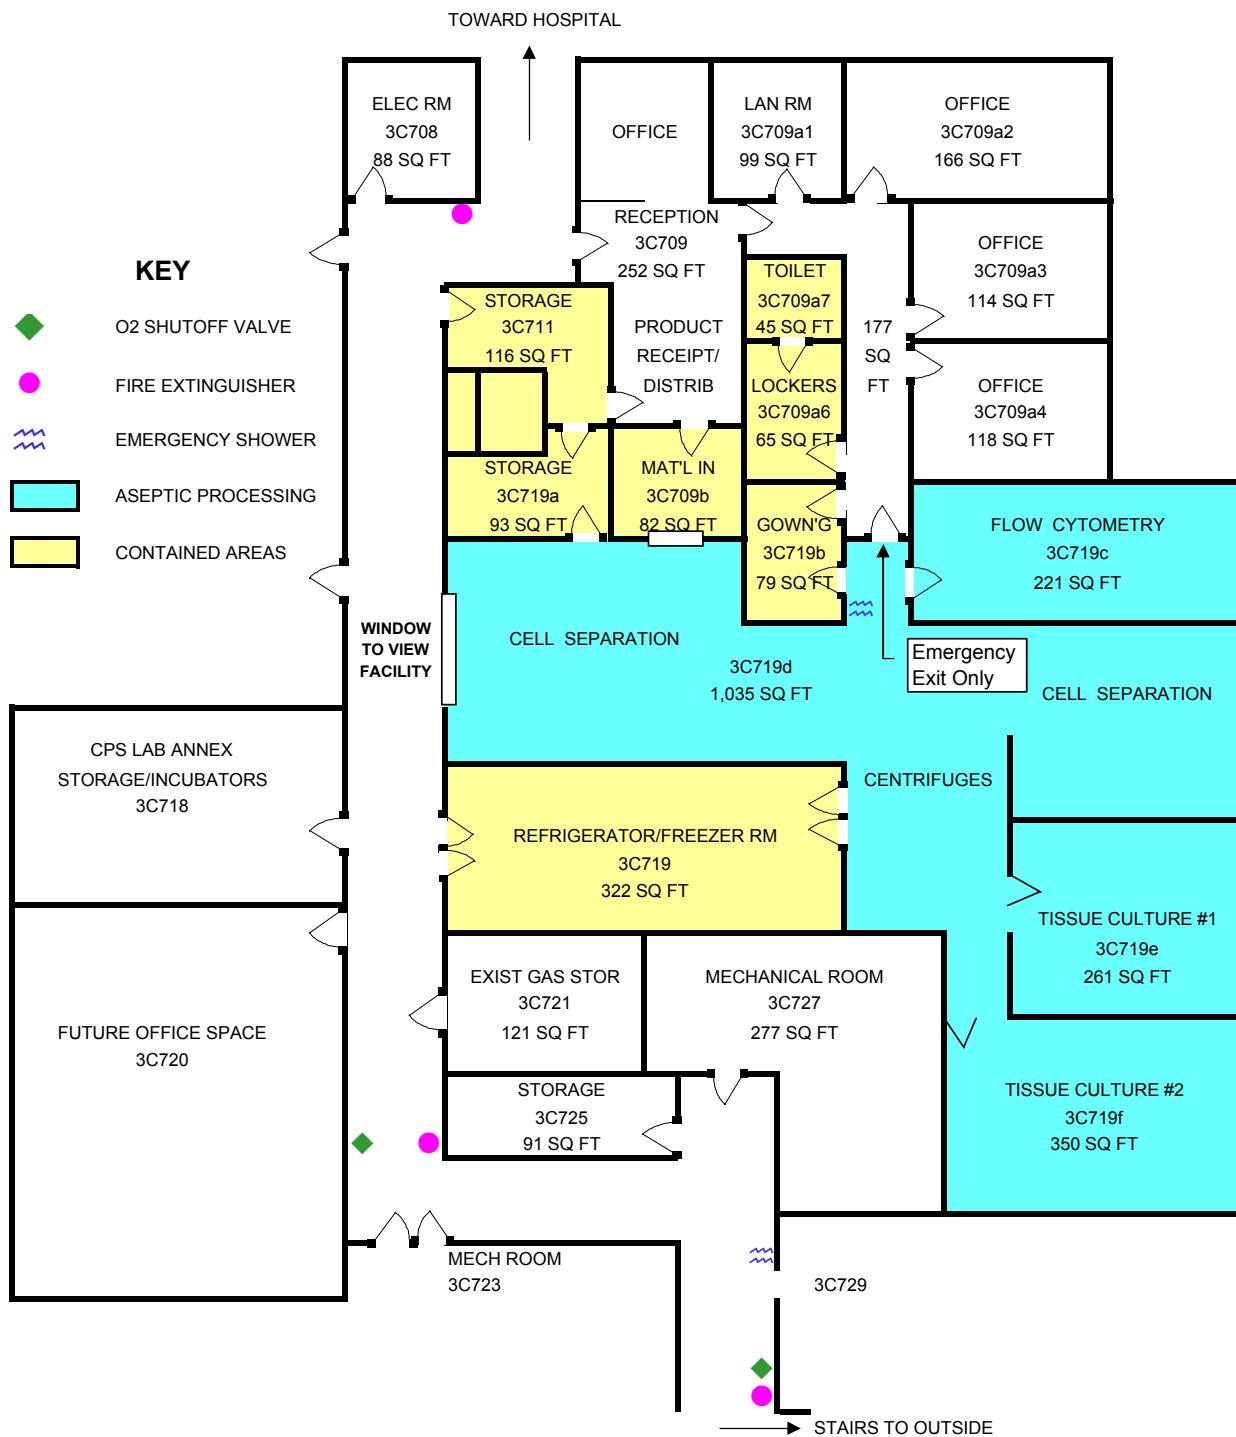 TOWARD HOSPITAL
ELEC RM
3C708
88 SQ FT
OFFICE
LAN RM
3C709a1
99 SQ FT
OFFICE
3C709a2
166 SQ FT
RECEPTION
3C709
252 SQ FT
OFFICE
3C709a3
114 SQ FT
KEY
O2 SHUTOFF VALVE
FIRE EXTINGUISHER
EMERGENCY SHOWER
ASEPTIC PROCESSING
CONTAINED AREAS
STORAGE
3C711
116 SQ FT
PRODUCT
RECEIPT/
DISTRIB
TOILET
3C709a7
45 SQ FT
177
SQ
FT
LOCKERS
3C709a6
65 SQ FT
OFFICE
3C709a4
118 SQ FT
STORAGE
3C719a
93 SQ FT
MAT'L IN
3C709b
82 SQ FT
GOWN'G
3C719b
79 SQ FT
FLOW CYTOMETRY
3C719c
221 SQ FT
WINDOW
TO VIEW
FACILITY
CELL SEPARATION
3C719d
1,035 SQ FT
Emergency
Exit Only
CELL SEPARATION
CPS LAB ANNEX
STORAGE/INCUBATORS
3C718
CENTRIFUGES
REFRIGERATOR/FREEZER RM
3C719
322 SQ FT
TISSUE CULTURE #1
3C719e
261 SQ FT
EXIST GAS STOR
3C721
121 SQ FT
MECHANICAL ROOM
3C727
277 SQ FT
FUTURE OFFICE SPACE
3C720
STORAGE
3C725
91 SQ FT
TISSUE CULTURE #2
3C719f
350 SQ FT
MECH ROOM
3C723
3C729
STAIRS TO OUTSIDE